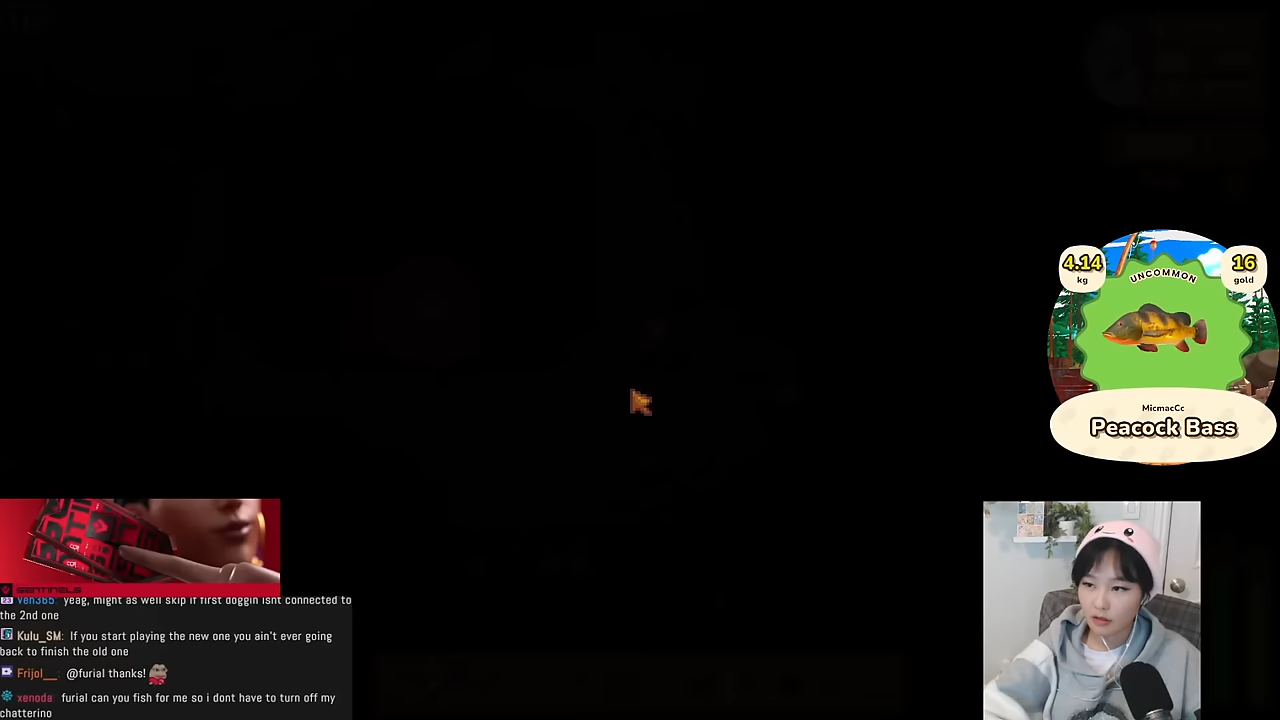 4.14
kg
16
gold
UNCOMMON
MicmacCc
Peacock Bass
SENTINELS
Ven365: yeag, might as well skip if first doggin isnt connected to
the 2nd one
Kulu_SM: If you start playing the new one you ain't ever going
back to finish the old one
Frijol__: @furial thanks!
xenoda: furial can you fish for me so i dont have to turn off my
chatterino